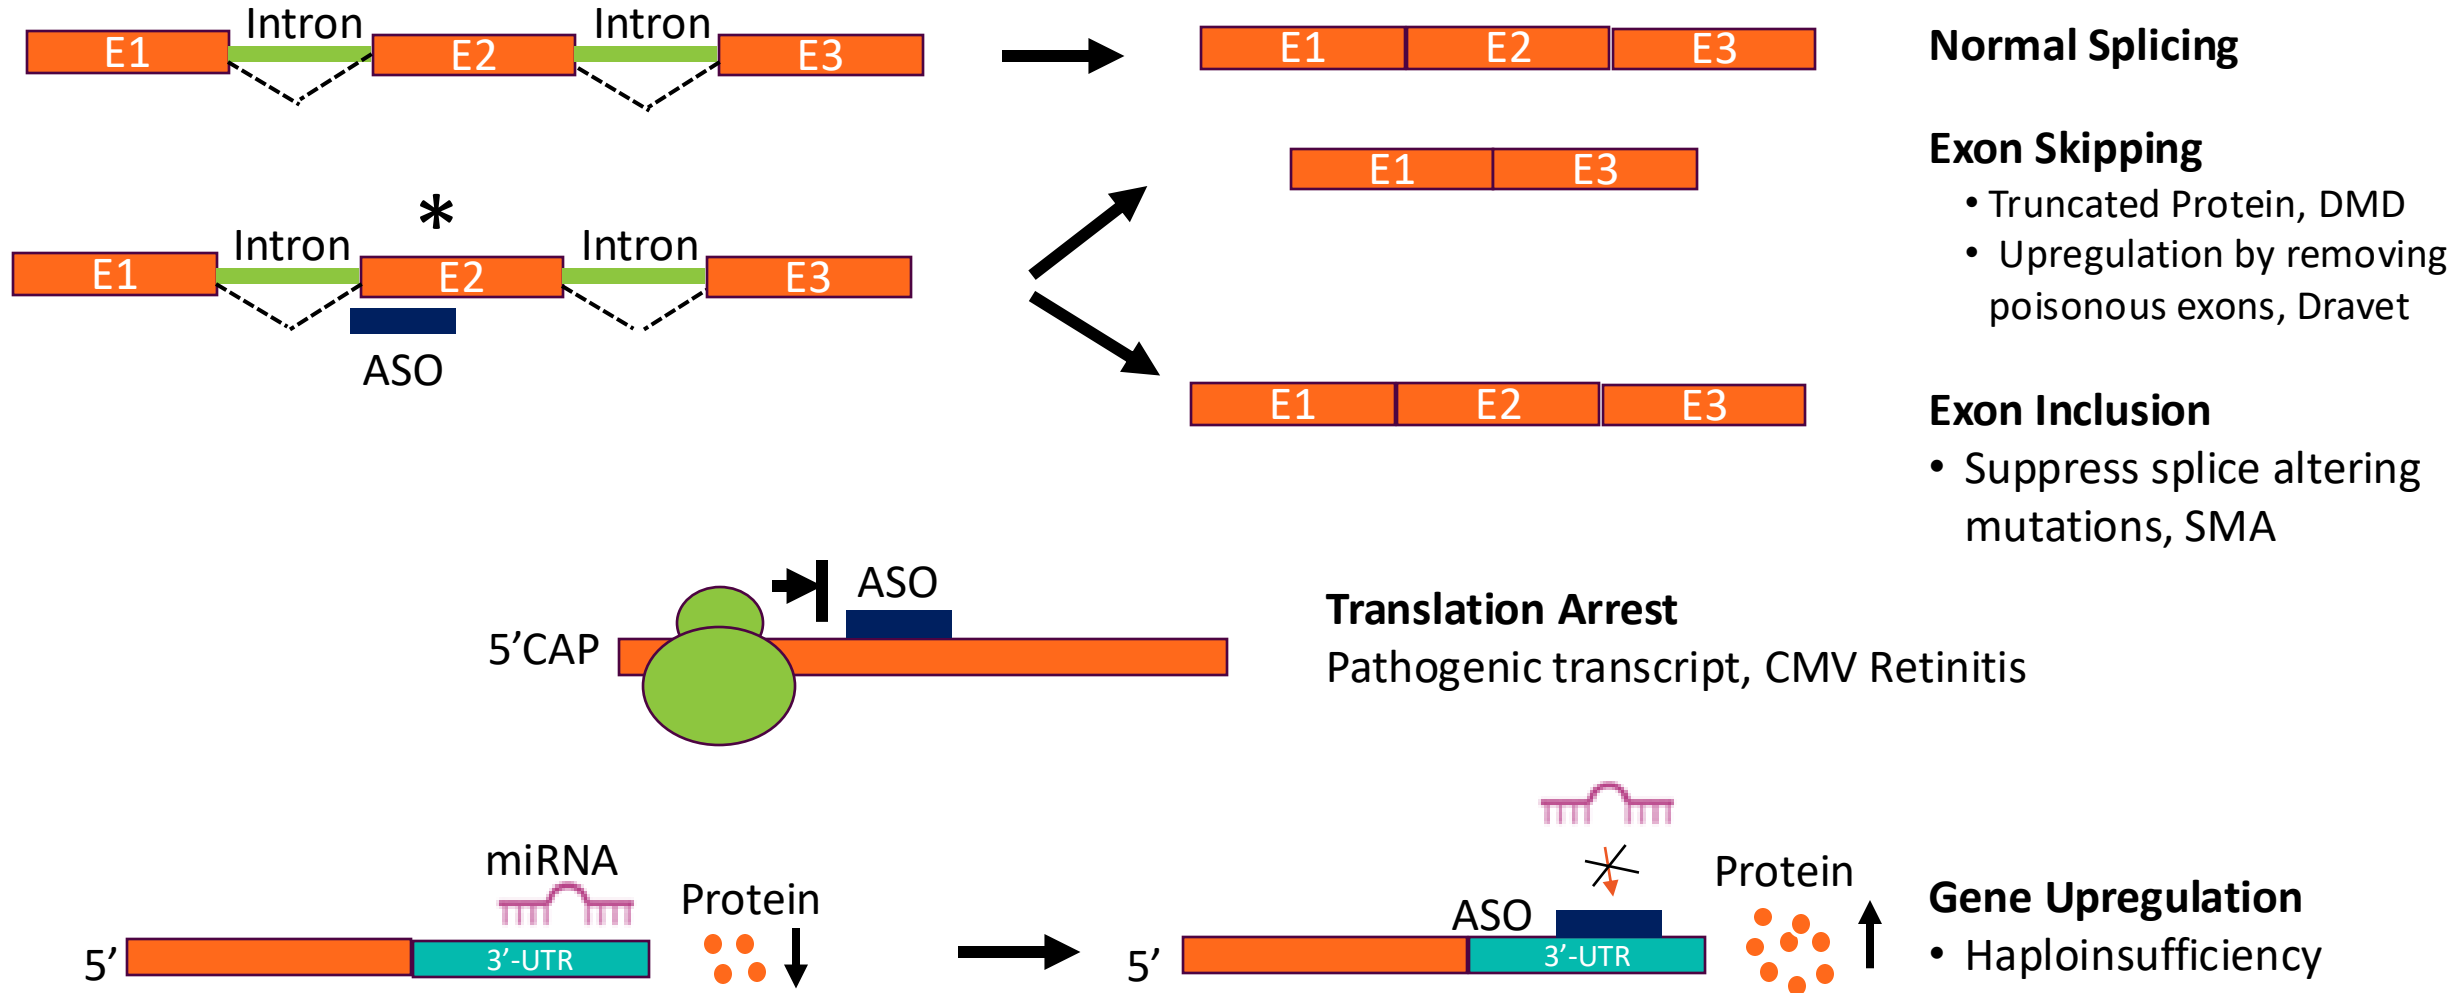 Intron Intron
E1 E2 E3
E1 E2 E3
Normal Splicing
*
Intron Intron
E1 E2 E3
ASO
E1 E3
Exon Skipping
• Truncated Protein, DMD
• Upregulation by removing
poisonous exons, Dravet
E1 E2 E3
Exon Inclusion
• Suppress splice altering
mutations, SMA
ASO
5’CAP
Translation Arrest
Pathogenic transcript, CMV Retinitis
miRNA
Protein
5’
3’-UTR
ASO
Protein
5’
3’-UTR
Gene Upregulation
• Haploinsufficiency